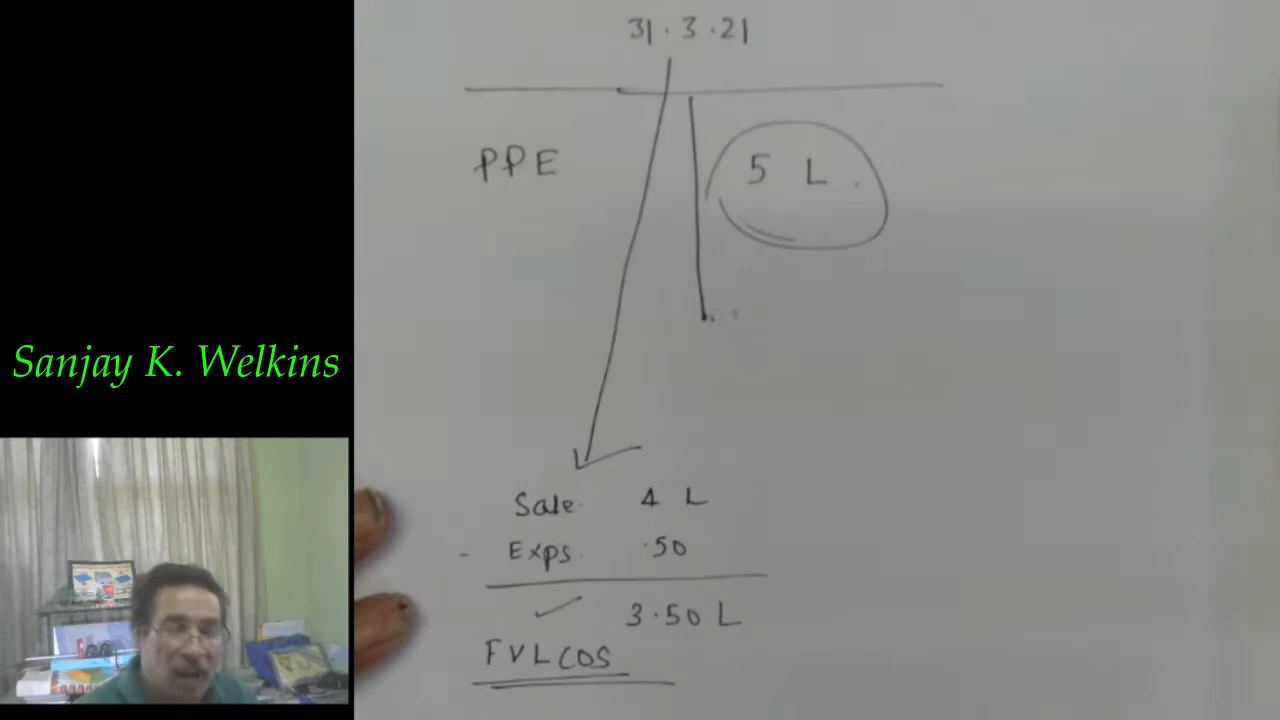 31.3.21
PPE 5 L.
Sanjay K. Welkins
Sale 4 L
- Exps .50
✓ 3.50 L
FVLCOS